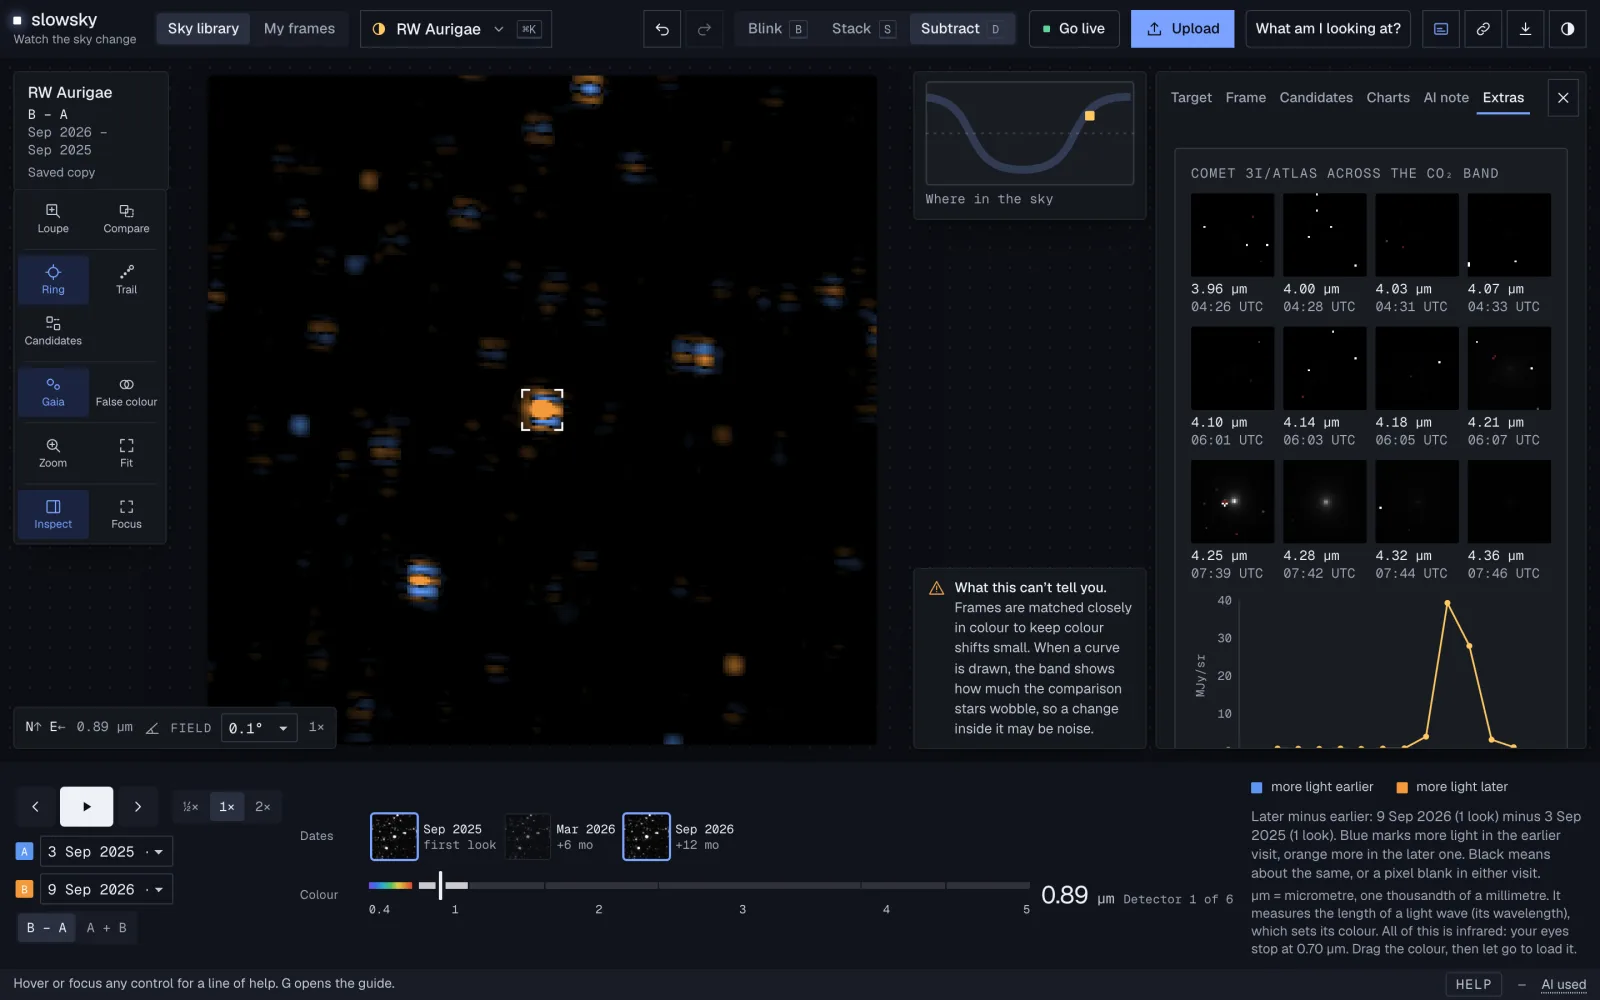 slowsky
Watch the sky change
Sky library
My frames
RW Aurigae
⌘K
Blink B
Stack S
Subtract D
Go live
Upload
What am I looking at?
RW Aurigae
B – A
Sep 2026 –
Sep 2025
Saved copy
Loupe
Compare
Ring
Trail
Candidates
Gaia
False colour
Zoom
Fit
Inspect
Focus
N↑ E← 0.89 µm FIELD 0.1° 1×
Where in the sky
What this can't tell you.
Frames are matched closely
in colour to keep colour
shifts small. When a curve
is drawn, the band shows
how much the comparison
stars wobble, so a change
inside it may be noise.
Target
Frame
Candidates
Charts
AI note
Extras
COMET 3I/ATLAS ACROSS THE CO₂ BAND
3.96 µm 4.00 µm 4.03 µm 4.07 µm
04:26 UTC 04:28 UTC 04:31 UTC 04:33 UTC
4.10 µm 4.14 µm 4.18 µm 4.21 µm
06:01 UTC 06:03 UTC 06:05 UTC 06:07 UTC
4.25 µm 4.28 µm 4.32 µm 4.36 µm
07:39 UTC 07:42 UTC 07:44 UTC 07:46 UTC
40
30
20
10
MJy/sr
½× 1× 2×
A 3 Sep 2025 ·
B 9 Sep 2026 ·
B – A
A + B
Dates
Sep 2025
first look
Mar 2026
+6 mo
Sep 2026
+12 mo
Colour
0.4 1 2 3 4 5
0.89 µm Detector 1 of 6
more light earlier
more light later
Later minus earlier: 9 Sep 2026 (1 look) minus 3 Sep
2025 (1 look). Blue marks more light in the earlier
visit, orange more in the later one. Black means
about the same, or a pixel blank in either visit.
µm = micrometre, one thousandth of a millimetre. It
measures the length of a light wave (its wavelength),
which sets its colour. All of this is infrared: your eyes
stop at 0.70 µm. Drag the colour, then let go to load it.
Hover or focus any control for a line of help. G opens the guide.
HELP
–
AI used